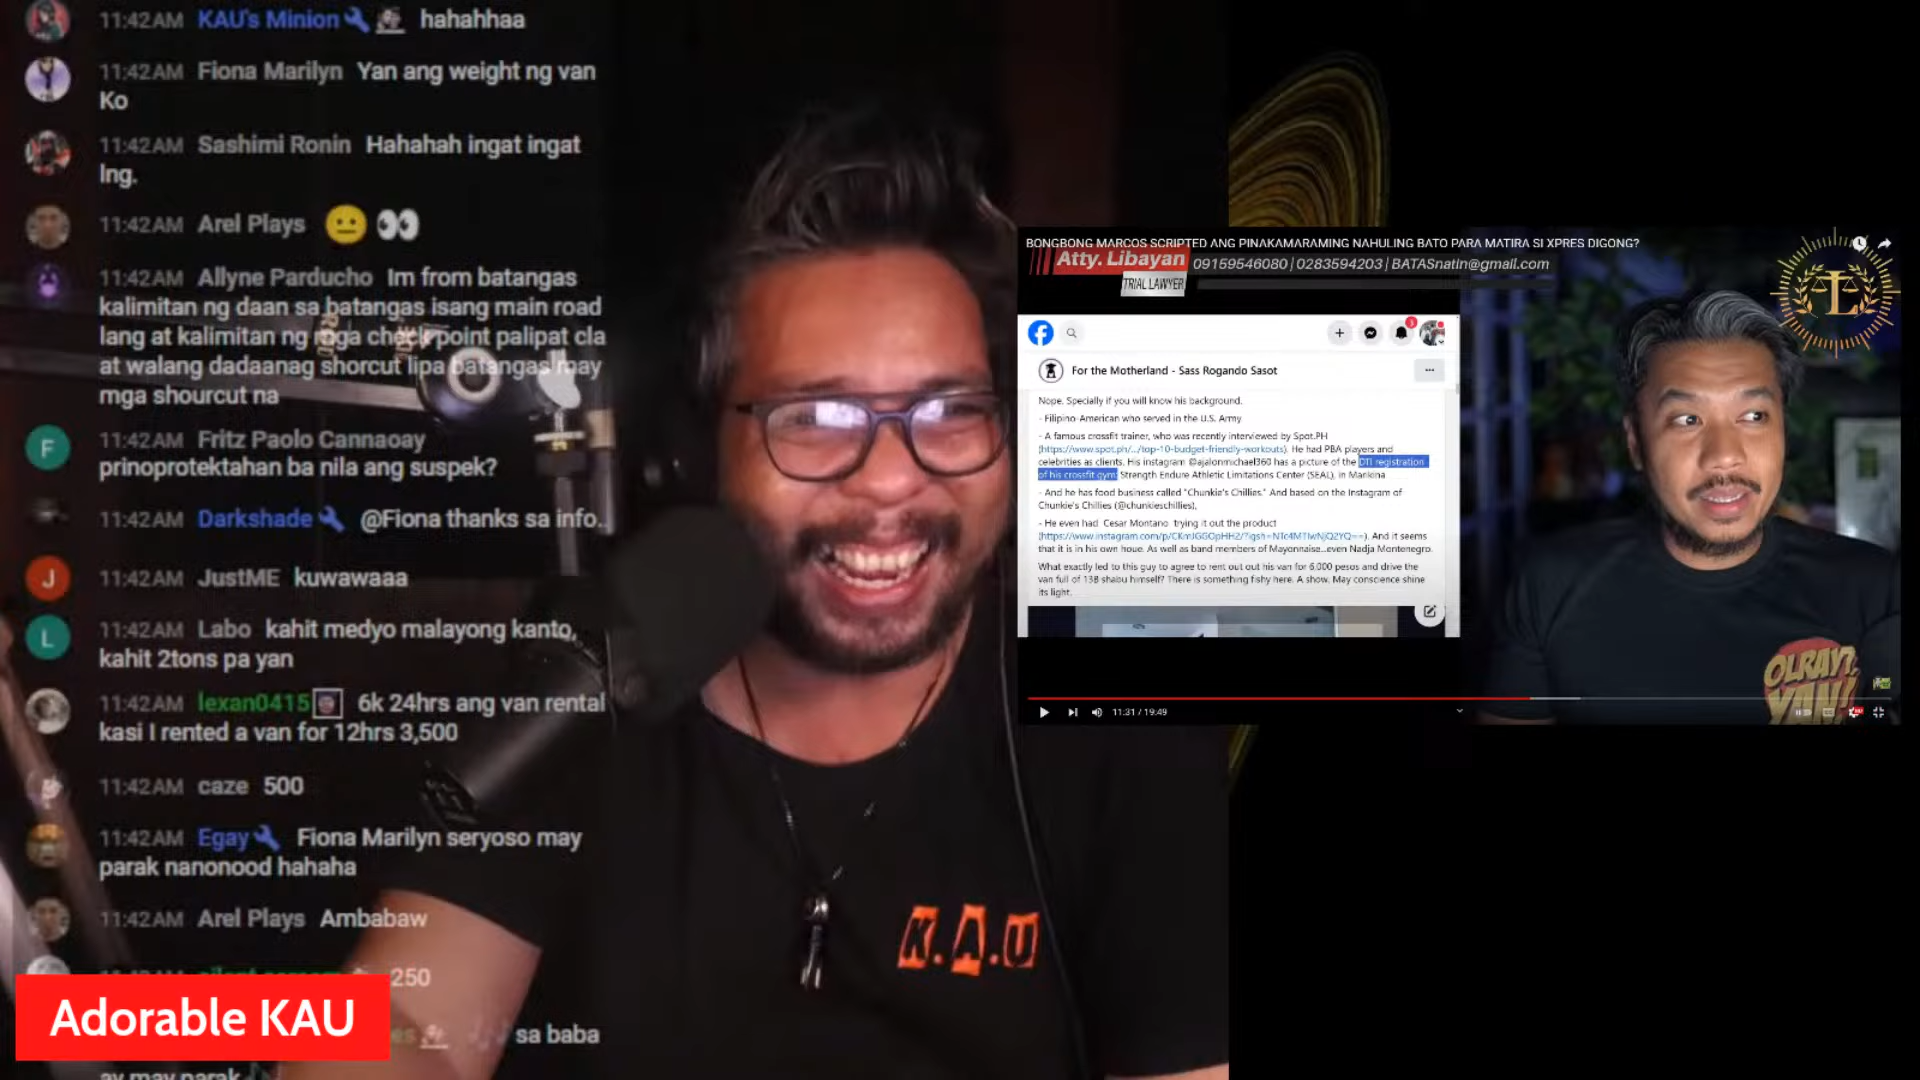 11:42AM KAU's Minion hahahhaa
11:42AM Fiona Marilyn Yan ang weight ng van
Ko
11:42AM Sashimi Ronin Hahahah ingat ingat
lng.
11:42AM Arel Plays 😐 👀
11:42AM Allyne Parducho Im from batangas
kalimitan ng daan sa batangas isang main road
lang at kalimitan ng mga check point palipat cla
at walang dadaanag shorcut lipa batangas may
mga shourcut na
11:42AM Fritz Paolo Cannaoay
prinoprotektahan ba nila ang suspek?
11:42AM Darkshade @Fiona thanks sa info..
11:42AM JustME kuwawaaa
11:42AM Labo kahit medyo malayong kanto,
kahit 2tons pa yan
11:42AM lexan0415 6k 24hrs ang van rental
kasi I rented a van for 12hrs 3,500
11:42AM caze 500
11:42AM Egay Fiona Marilyn seryoso may
parak nanonood hahaha
11:42AM Arel Plays Ambabaw
250
sa baba
ay may parak
Adorable KAU
K.A.U
BONGBONG MARCOS SCRIPTED ANG PINAKAMARAMING NAHULING BATO PARA MATIRA SI XPRES DIGONG?
Atty. Libayan 09159546080 | 0283594203 | BATASnatin@gmail.com
TRIAL LAWYER
For the Motherland - Sass Rogando Sasot
Nope. Specially if you will know his background.
- Filipino-American who served in the U.S. Army
- A famous crossfit trainer, who was recently interviewed by Spot.PH
(https://www.spot.ph/.../top-10-budget-friendly-workouts). He had PBA players and
celebrities as clients. His instagram @ajalonmichael360 has a picture of the DTI registration
of his crossfit gym: Strength Endure Athletic Limitations Center (SEAL), in Marikina
- And he has food business called "Chunkie's Chillies." And based on the Instagram of
Chunkie's Chillies (@chunkieschillies),
- He even had Cesar Montano trying it out the product
(https://www.instagram.com/p/CKmJGGOpHH2/?igsh=NTc4MTIwNjQ2YQ==). And it seems
that it is in his own houe. As well as band members of Mayonnaise...even Nadja Montenegro.
What exactly led to this guy to agree to rent out out his van for 6,000 pesos and drive the
van full of 13B shabu himself? There is something fishy here. A show. May conscience shine
its light.
L
OLRAYT,
YAN!
11:31 / 19:49